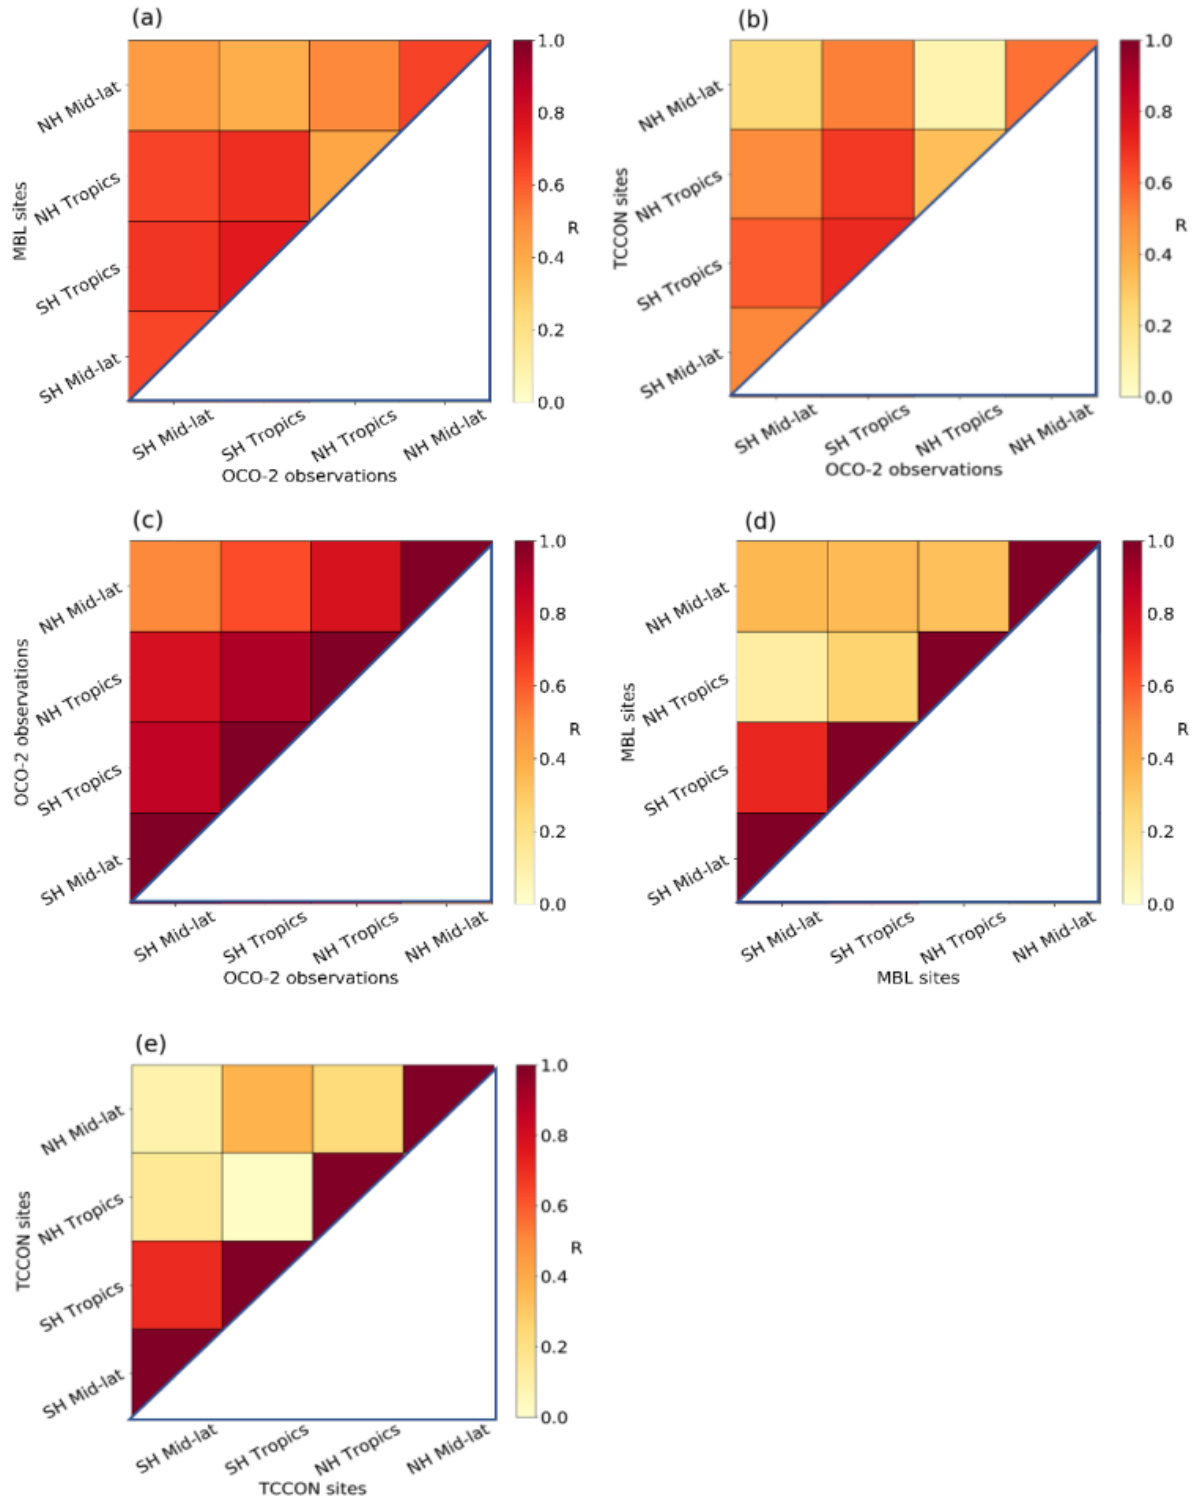 (a)
MBL sites
NH Mid-lat
NH Tropics
SH Tropics
SH Mid-lat
SH Mid-lat
SH Tropics
NH Tropics
NH Mid-lat
OCO-2 observations
1.0
0.8
0.6
R
0.4
0.2
0.0
(b)
TCCON sites
NH Mid-lat
NH Tropics
SH Tropics
SH Mid-lat
SH Mid-lat
SH Tropics
NH Tropics
NH Mid-lat
OCO-2 observations
1.0
0.8
0.6
R
0.4
0.2
0.0
(c)
OCO-2 observations
NH Mid-lat
NH Tropics
SH Tropics
SH Mid-lat
SH Mid-lat
SH Tropics
NH Tropics
NH Mid-lat
OCO-2 observations
1.0
0.8
0.6
R
0.4
0.2
0.0
(d)
MBL sites
NH Mid-lat
NH Tropics
SH Tropics
SH Mid-lat
SH Mid-lat
SH Tropics
NH Tropics
NH Mid-lat
MBL sites
1.0
0.8
0.6
R
0.4
0.2
0.0
(e)
TCCON sites
NH Mid-lat
NH Tropics
SH Tropics
SH Mid-lat
SH Mid-lat
SH Tropics
NH Tropics
NH Mid-lat
TCCON sites
1.0
0.8
0.6
R
0.4
0.2
0.0